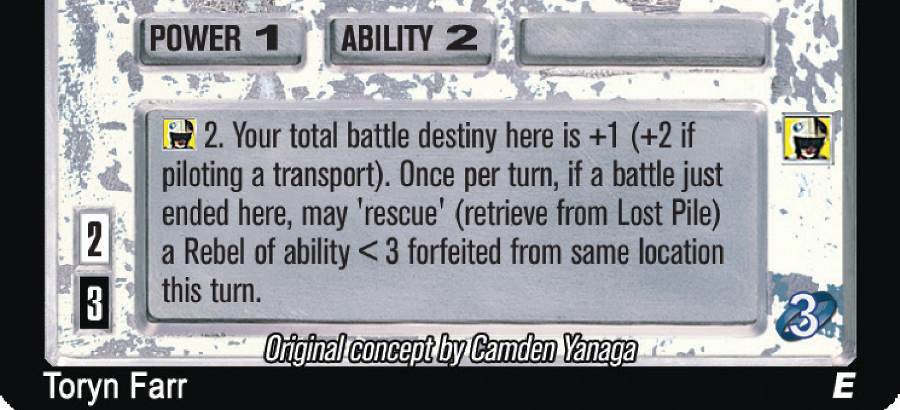 POWER 1 ABILITY 2
2. Your total battle destiny here is +1 (+2 if
piloting a transport). Once per turn, if a battle just
ended here, may 'rescue' (retrieve from Lost Pile)
a Rebel of ability < 3 forfeited from same location
this turn.
2
3
3
Original concept by Camden Yanaga
Toryn Farr E